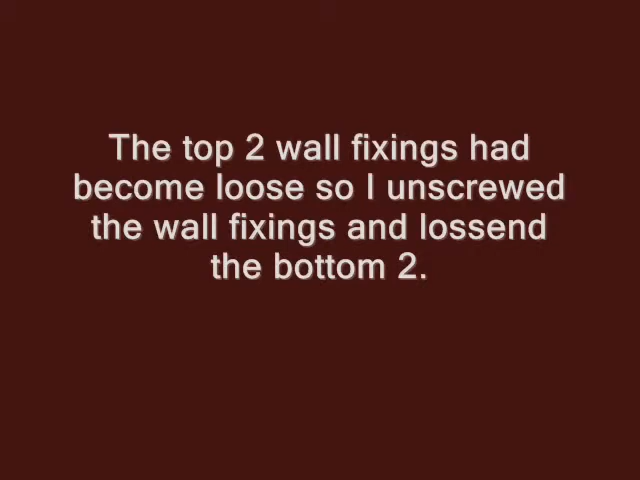 The top 2 wall fixings had
become loose so I unscrewed
the wall fixings and lossend
the bottom 2.